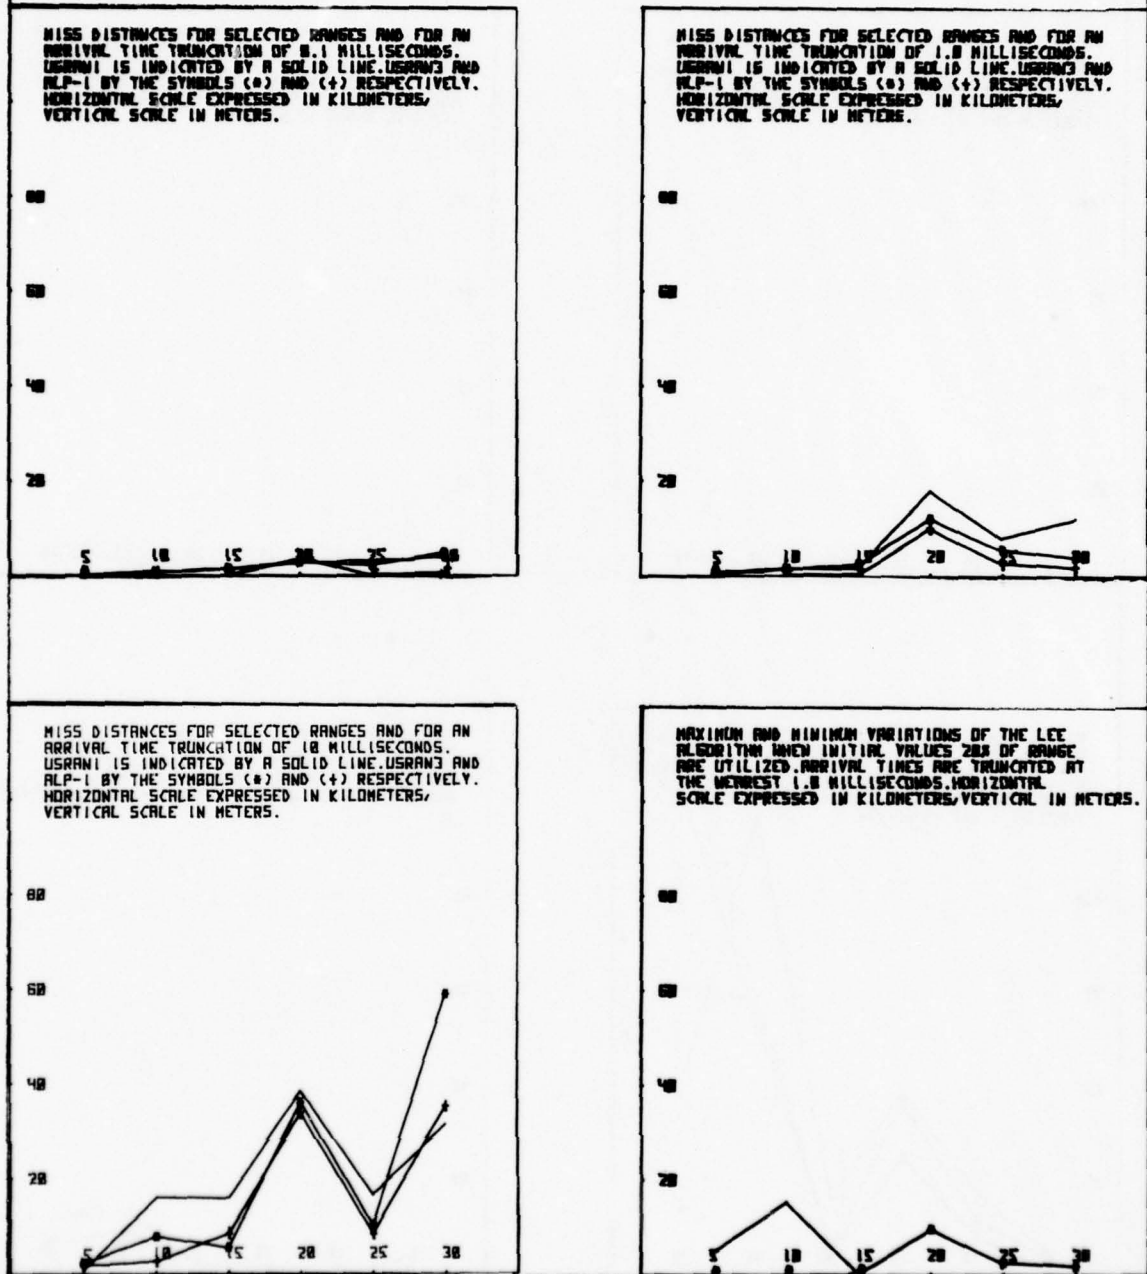 MISS DISTANCES FOR SELECTED RANGES AND FOR AN
ARRIVAL TIME TRUNCATION OF 0.1 MILLISECONDS.
USRAN1 IS INDICATED BY A SOLID LINE.USRAN3 AND
ALP-1 BY THE SYMBOLS (*) AND (+) RESPECTIVELY.
HORIZONTAL SCALE EXPRESSED IN KILOMETERS,
VERTICAL SCALE IN METERS.
80
60
40
20
5 10 15 20 25 30
MISS DISTANCES FOR SELECTED RANGES AND FOR AN
ARRIVAL TIME TRUNCATION OF 1.0 MILLISECONDS.
USRAN1 IS INDICATED BY A SOLID LINE.USRAN3 AND
ALP-1 BY THE SYMBOLS (*) AND (+) RESPECTIVELY.
HORIZONTAL SCALE EXPRESSED IN KILOMETERS,
VERTICAL SCALE IN METERS.
80
60
40
20
5 10 15 20 25 30
MISS DISTANCES FOR SELECTED RANGES AND FOR AN
ARRIVAL TIME TRUNCATION OF 10 MILLISECONDS.
USRAN1 IS INDICATED BY A SOLID LINE.USRAN3 AND
ALP-1 BY THE SYMBOLS (*) AND (+) RESPECTIVELY.
HORIZONTAL SCALE EXPRESSED IN KILOMETERS,
VERTICAL SCALE IN METERS.
80
60
40
20
5 10 15 20 25 30
MAXIMUM AND MINIMUM VARIATIONS OF THE LEE
ALGORITHM WHEN INITIAL VALUES 20% OF RANGE
ARE UTILIZED.ARRIVAL TIMES ARE TRUNCATED AT
THE NEAREST 1.0 MILLISECONDS.HORIZONTAL
SCALE EXPRESSED IN KILOMETERS,VERTICAL IN METERS.
80
60
40
20
5 10 15 20 25 30